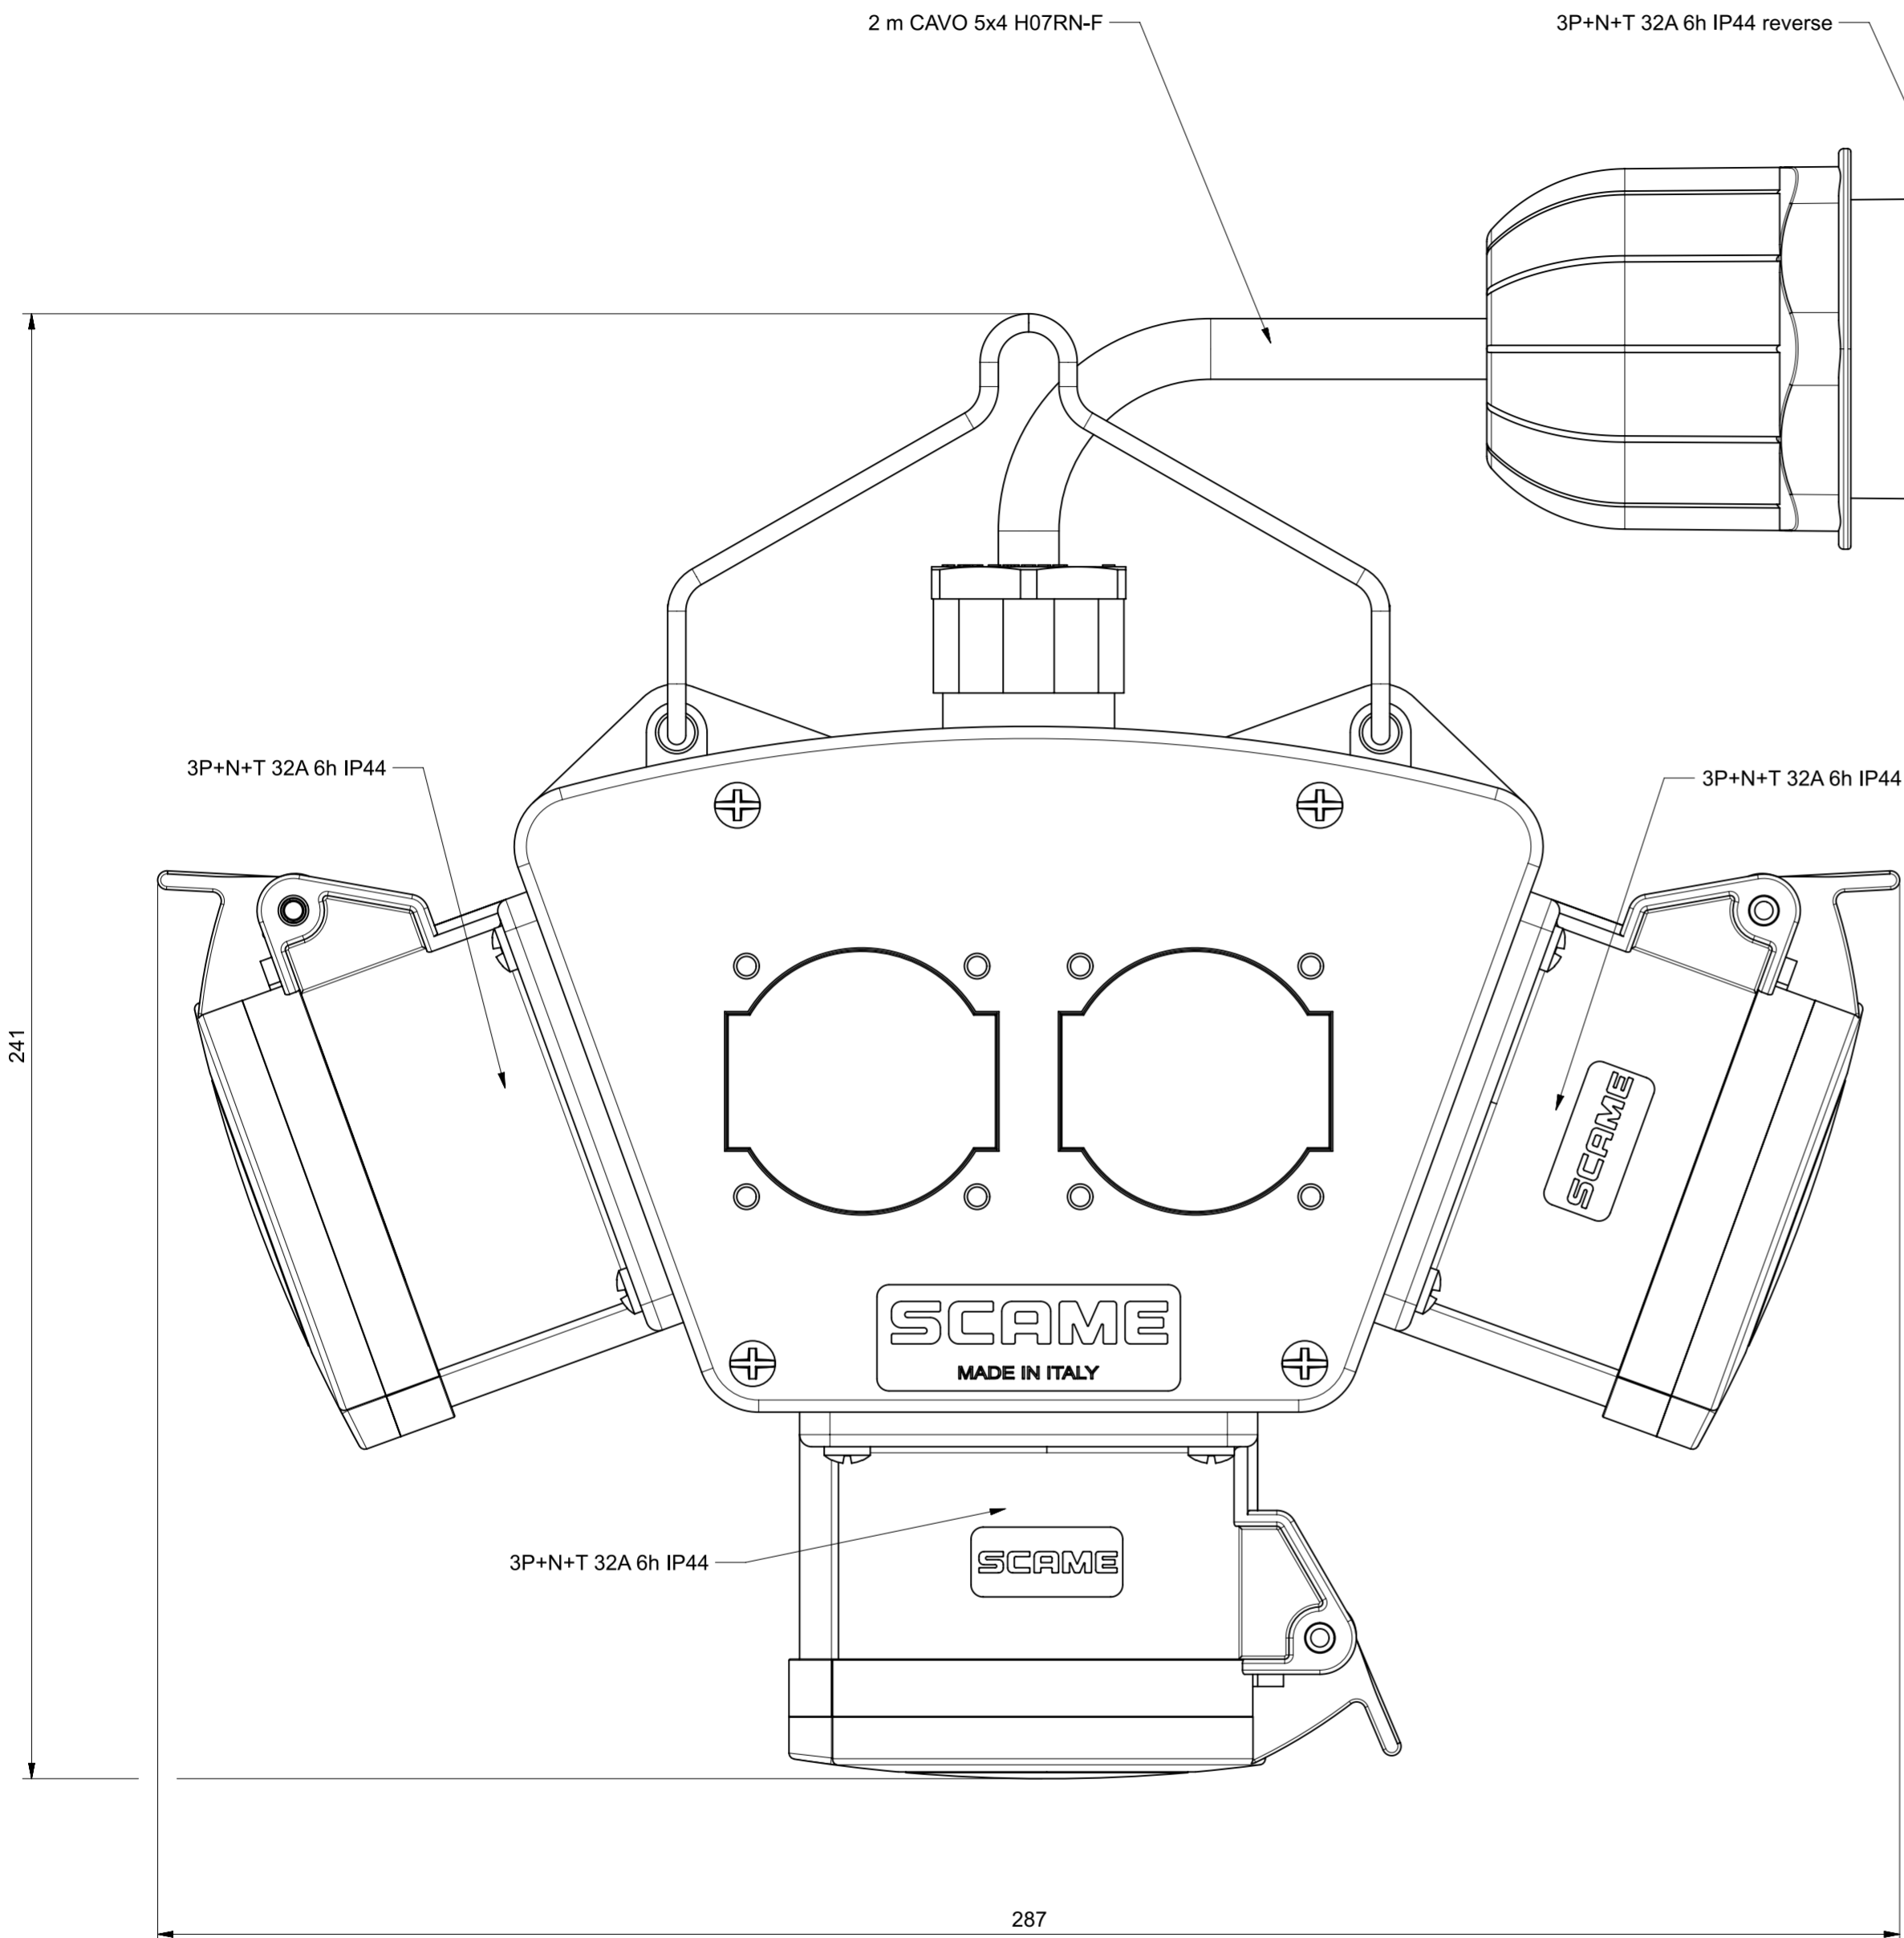 2 m CAVO 5x4 H07RN-F
3P+N+T 32A 6h IP44 reverse
3P+N+T 32A 6h IP44
3P+N+T 32A 6h IP44
241
SCAME
SCAME
MADE IN ITALY
3P+N+T 32A 6h IP44
SCAME
287